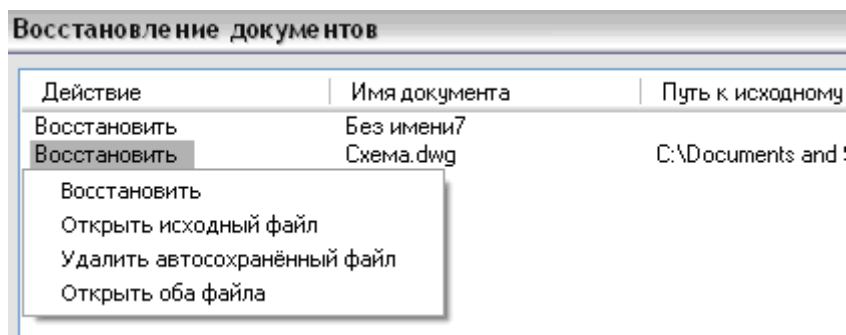 Восстановление документов
Действие Имя документа Путь к исходному
Восстановить Без имени7
Восстановить Схема.dwg C:\Documents and
Восстановить
Открыть исходный файл
Удалить автосохранённый файл
Открыть оба файла